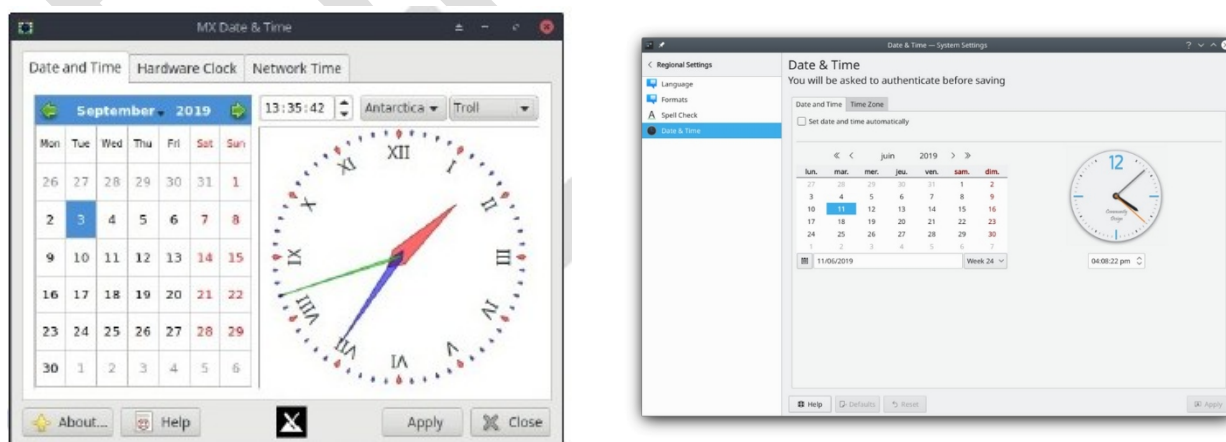 MX Date & Time
Date and Time Hardware Clock Network Time
September 2019
13:35:42 Antarctica Troll
Mon Tue Wed Thu Fri Sat Sun
26 27 28 29 30 31 1
2 3 4 5 6 7 8
9 10 11 12 13 14 15
16 17 18 19 20 21 22
23 24 25 26 27 28 29
30 1 2 3 4 5 6
XII
I
II
III
IV
V
VI
VII
VIII
IX
X
XI
About... Help Apply Close
Date & Time — System Settings
Regional Settings
Language
Formats
Spell Check
Date & Time
Date & Time
You will be asked to authenticate before saving
Date and Time Time Zone
Set date and time automatically
juin 2019
lun. mar. mer. jeu. ven. sam. dim.
27 28 29 30 31 1 2
3 4 5 6 7 8 9
10 11 12 13 14 15 16
17 18 19 20 21 22 23
24 25 26 27 28 29 30
1 2 3 4 5 6 7
11/06/2019 Week 24
12
04:08:22 pm
Help Defaults Reset Apply